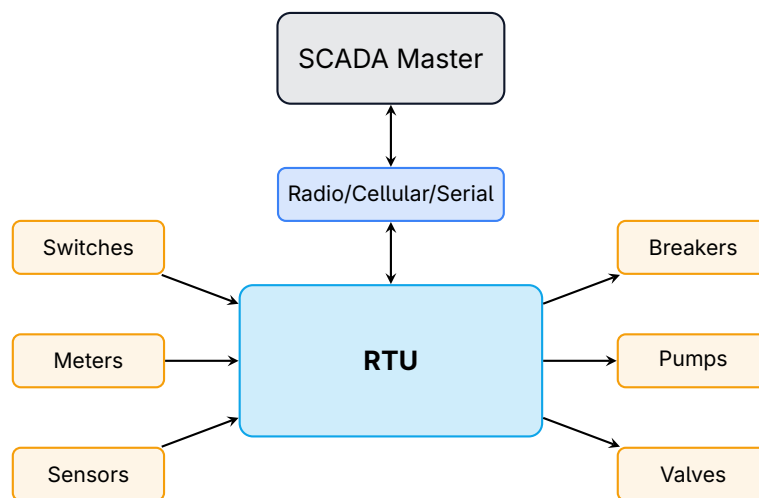 SCADA Master
Radio/Cellular/Serial
Switches
Breakers
Meters
RTU
Pumps
Sensors
Valves